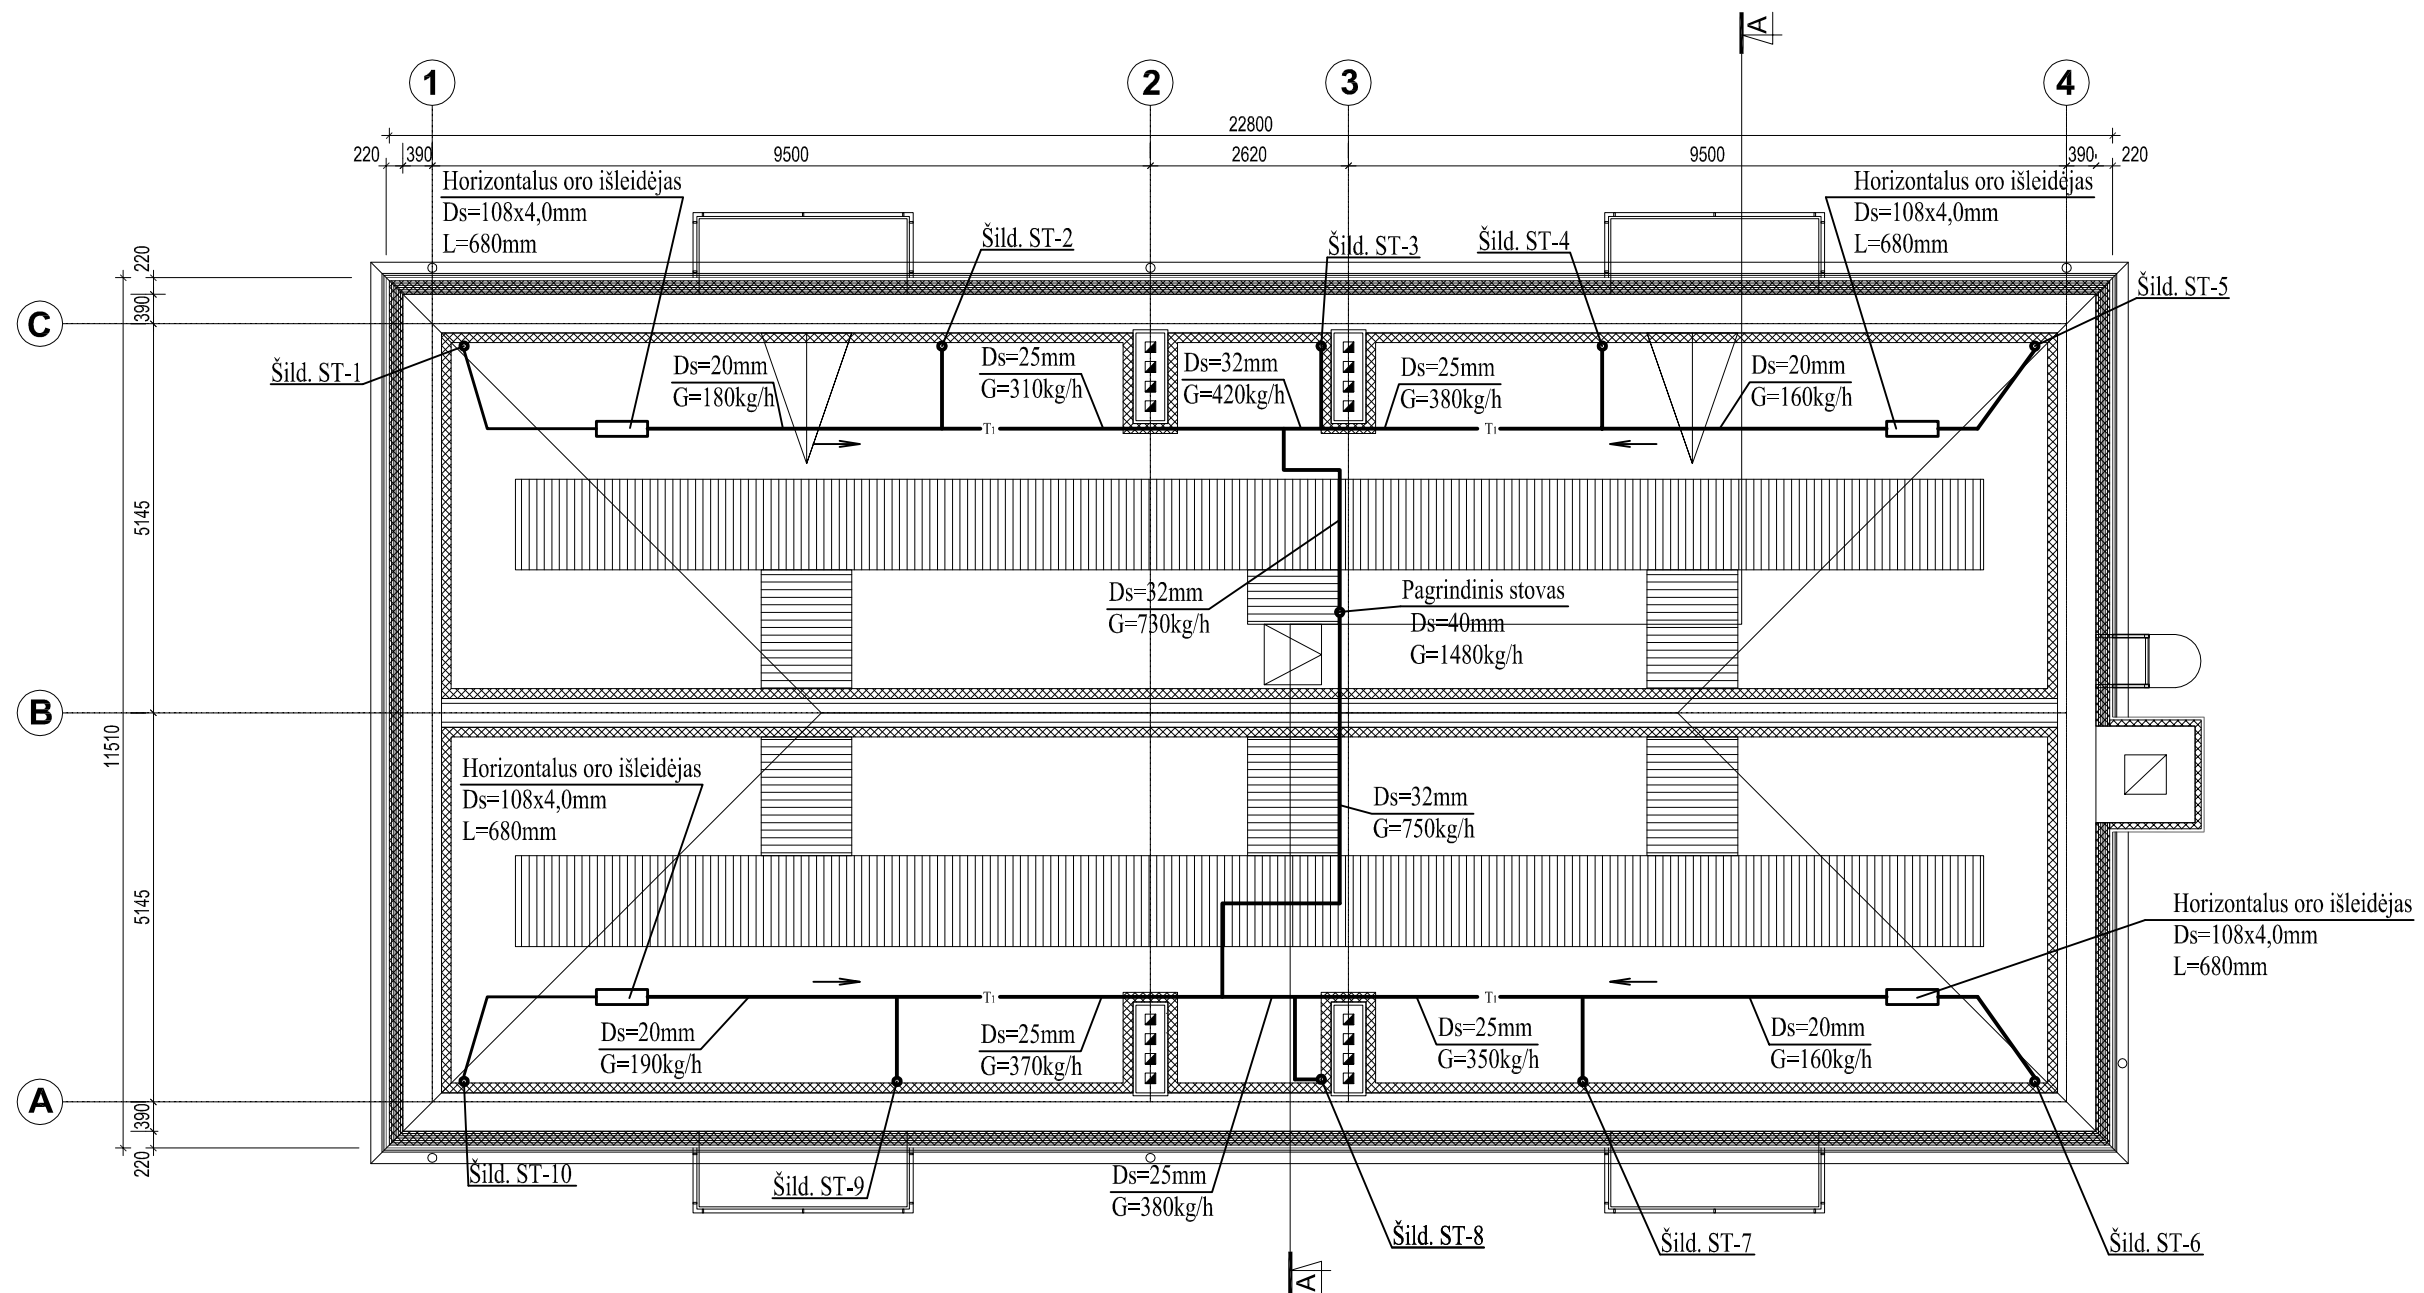 A
1
2
3
4
22800
220
390
9500
2620
9500
390
220
Horizontalus oro išleidėjas
Ds=108x4,0mm
L=680mm
Horizontalus oro išleidėjas
Ds=108x4,0mm
L=680mm
Šild. ST-2
Šild. ST-3
Šild. ST-4
Šild. ST-5
220
390
C
Šild. ST-1
Ds=20mm
G=180kg/h
Ds=25mm
G=310kg/h
Ds=32mm
G=420kg/h
Ds=25mm
G=380kg/h
Ds=20mm
G=160kg/h
T1
T1
5145
Ds=32mm
G=730kg/h
Pagrindinis stovas
Ds=40mm
G=1480kg/h
B
11510
Horizontalus oro išleidėjas
Ds=108x4,0mm
L=680mm
Ds=32mm
G=750kg/h
5145
Horizontalus oro išleidėjas
Ds=108x4,0mm
L=680mm
T1
T1
Ds=20mm
G=190kg/h
Ds=25mm
G=370kg/h
Ds=25mm
G=350kg/h
Ds=20mm
G=160kg/h
A
390
220
Šild. ST-10
Šild. ST-9
Ds=25mm
G=380kg/h
Šild. ST-8
Šild. ST-7
Šild. ST-6
A